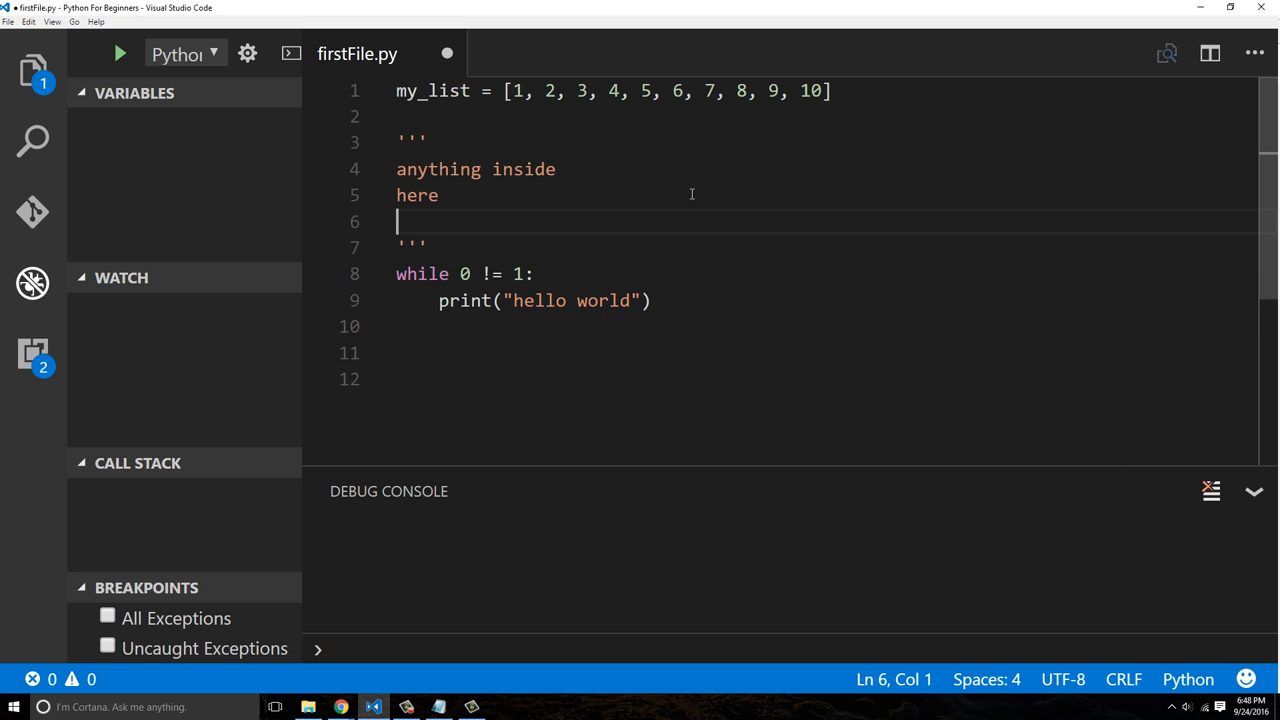 ● firstFile.py - Python For Beginners - Visual Studio Code
File Edit View Go Help
Python
firstFile.py
1
VARIABLES
WATCH
2
CALL STACK
BREAKPOINTS
All Exceptions
Uncaught Exceptions
1 my_list = [1, 2, 3, 4, 5, 6, 7, 8, 9, 10]
2
3 '''
4 anything inside
5 here
6
7 '''
8 while 0 != 1:
9     print("hello world")
10
11
12
DEBUG CONSOLE
0 0 Ln 6, Col 1 Spaces: 4 UTF-8 CRLF Python
I'm Cortana. Ask me anything.
6:48 PM
9/24/2016